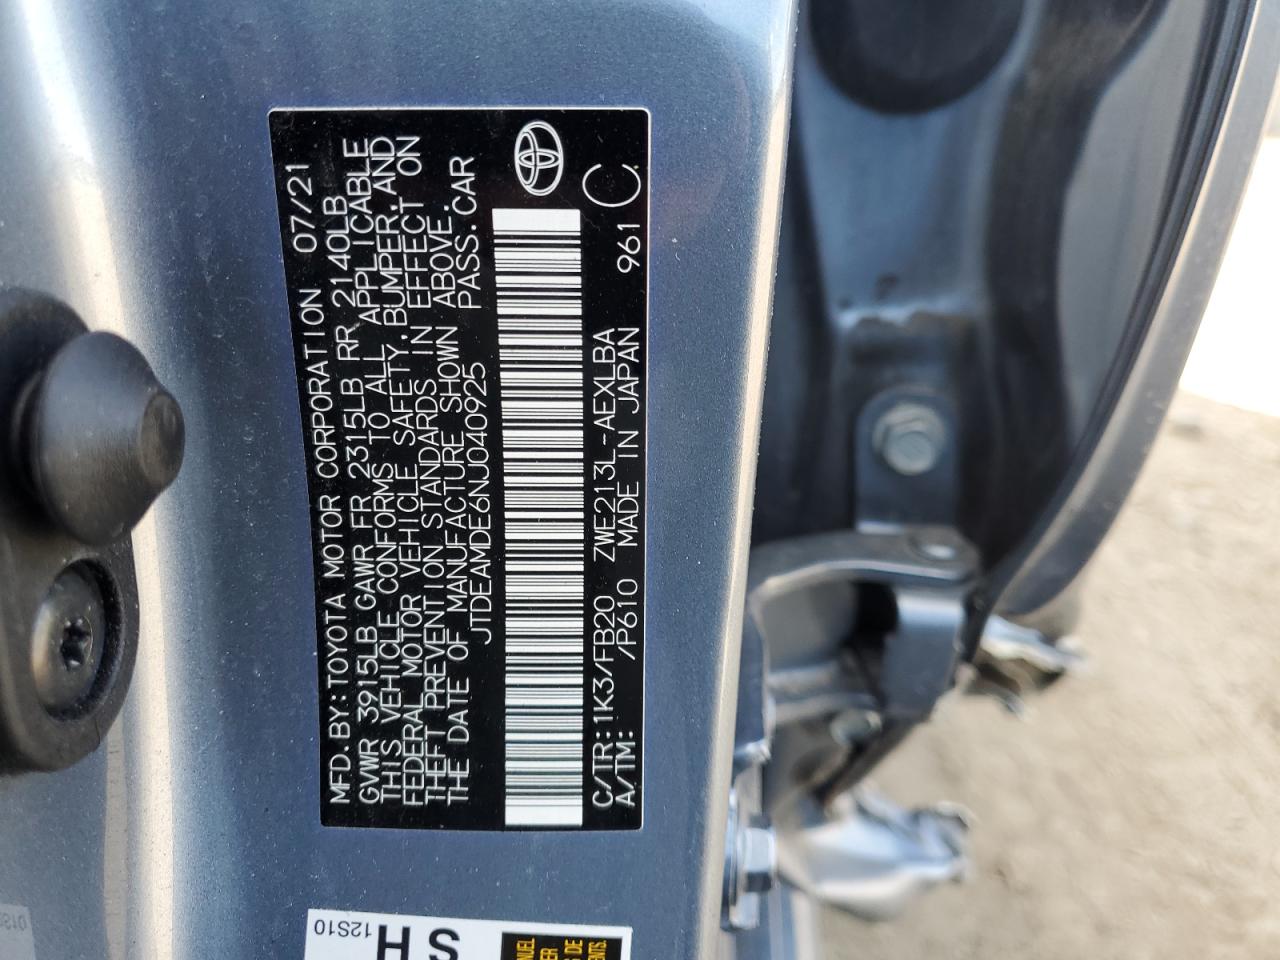 MFD.BY:TOYOTA MOTOR CORPORATION 07/21
GVWR 3915LB GAWR FR 2315LB RR 2140LB
THIS VEHICLE CONFORMS TO ALL APPLICABLE
FEDERAL MOTOR VEHICLE SAFETY,BUMPER,AND
THEFT PREVENTION STANDARDS IN EFFECT ON
THE DATE OF MANUFACTURE SHOWN ABOVE.
JTDEAMDE6NJ040925 PASS.CAR
C/TR:1K3/FB20 ZWE213L-AEXLBA 961
A/TM: /P610 MADE IN JAPAN C
12S10
SH